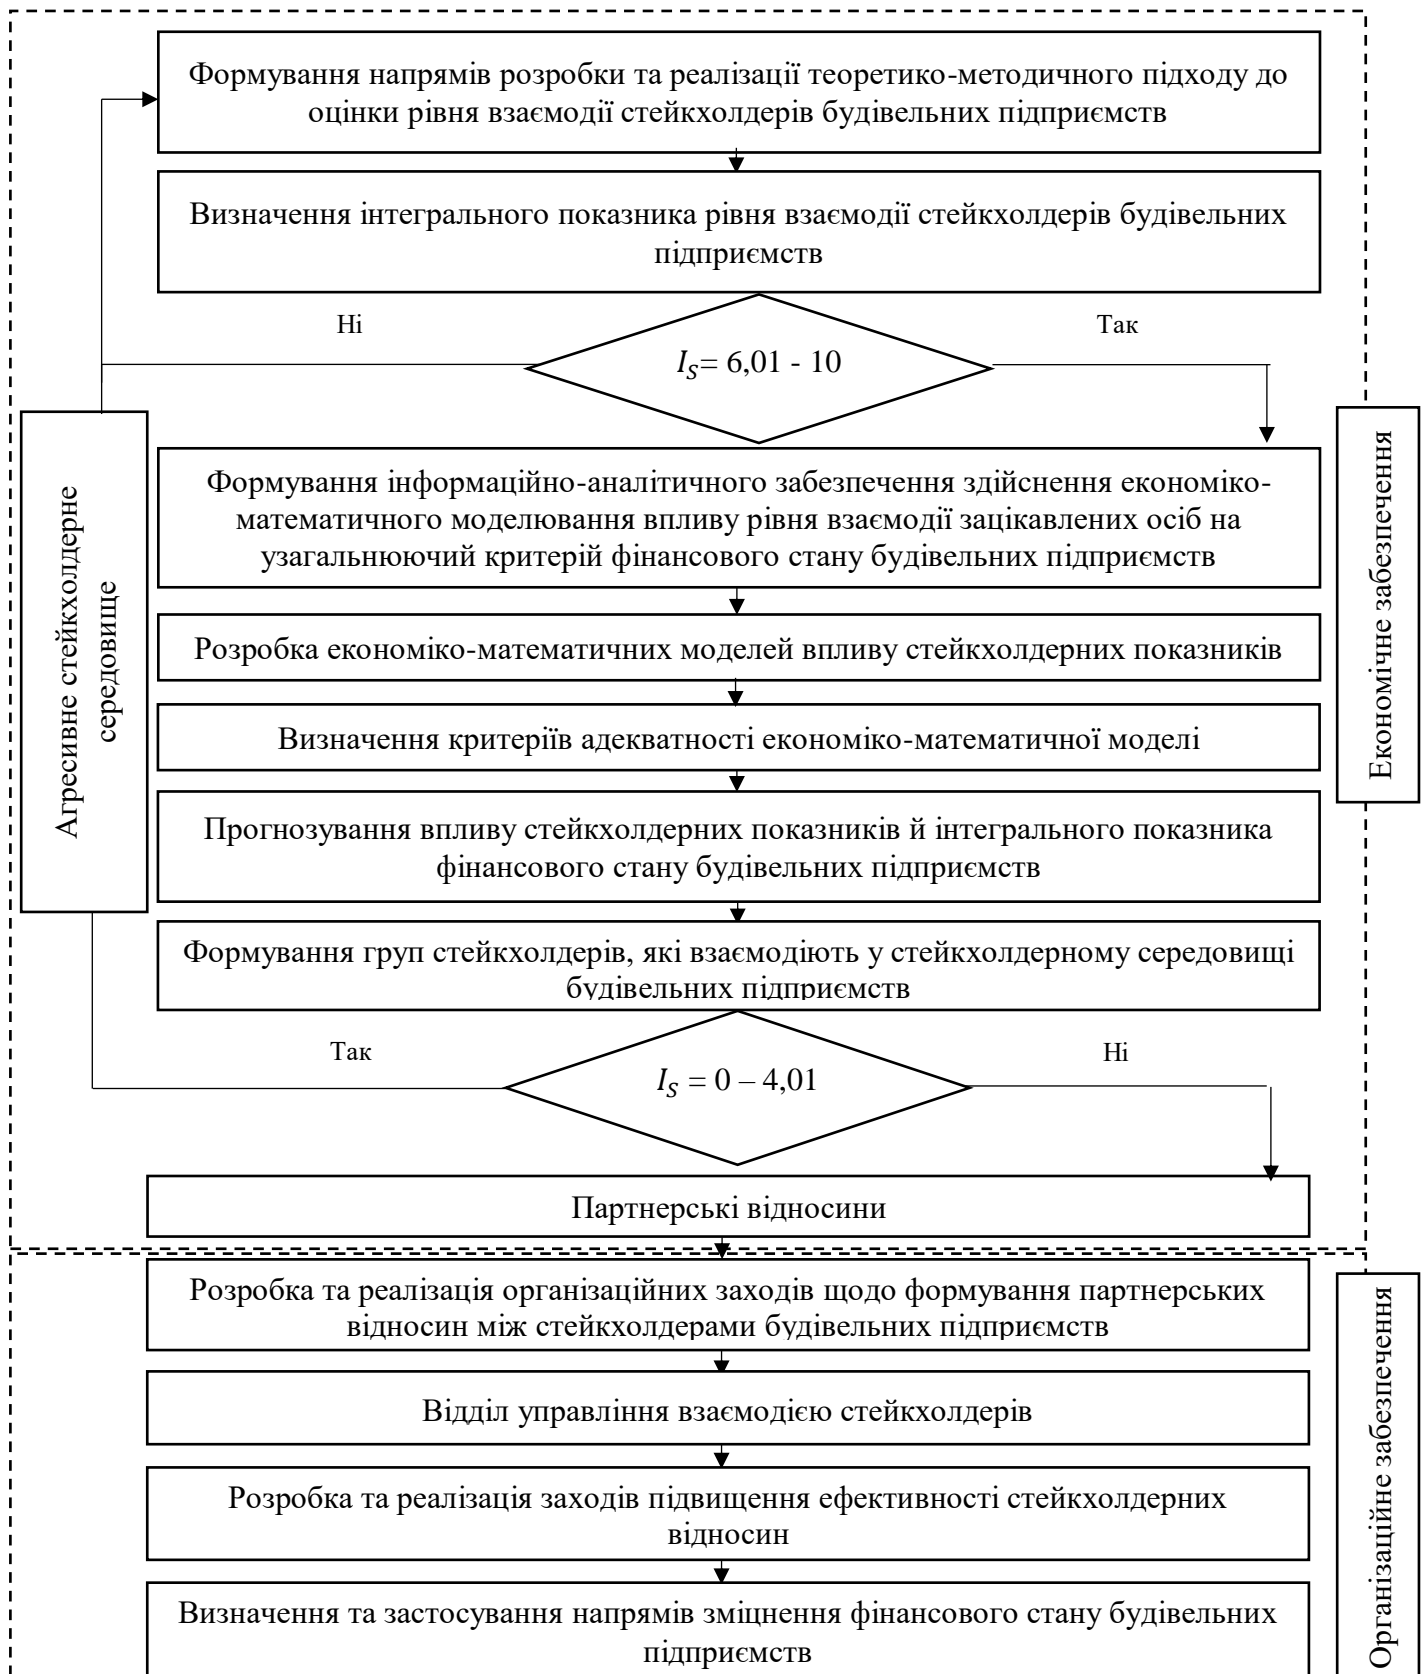 Формування напрямів розробки та реалізації теоретико-методичного підходу до
оцінки рівня взаємодії стейкхолдерів будівельних підприємств
Визначення інтегрального показника рівня взаємодії стейкхолдерів будівельних
підприємств
Ні
Так
I_S= 6,01 - 10
Агресивне стейкхолдерне
середовище
Економічне забезпечення
Формування інформаційно-аналітичного забезпечення здійснення економіко-
математичного моделювання впливу рівня взаємодії зацікавлених осіб на
узагальнюючий критерій фінансового стану будівельних підприємств
Розробка економіко-математичних моделей впливу стейкхолдерних показників
Визначення критеріїв адекватності економіко-математичної моделі
Прогнозування впливу стейкхолдерних показників й інтегрального показника
фінансового стану будівельних підприємств
Формування груп стейкхолдерів, які взаємодіють у стейкхолдерному середовищі
будівельних підприємств
Так
Ні
I_S = 0 – 4,01
Партнерські відносини
Розробка та реалізація організаційних заходів щодо формування партнерських
відносин між стейкхолдерами будівельних підприємств
Організаційне забезпечення
Відділ управління взаємодією стейкхолдерів
Розробка та реалізація заходів підвищення ефективності стейкхолдерних
відносин
Визначення та застосування напрямів зміцнення фінансового стану будівельних
підприємств